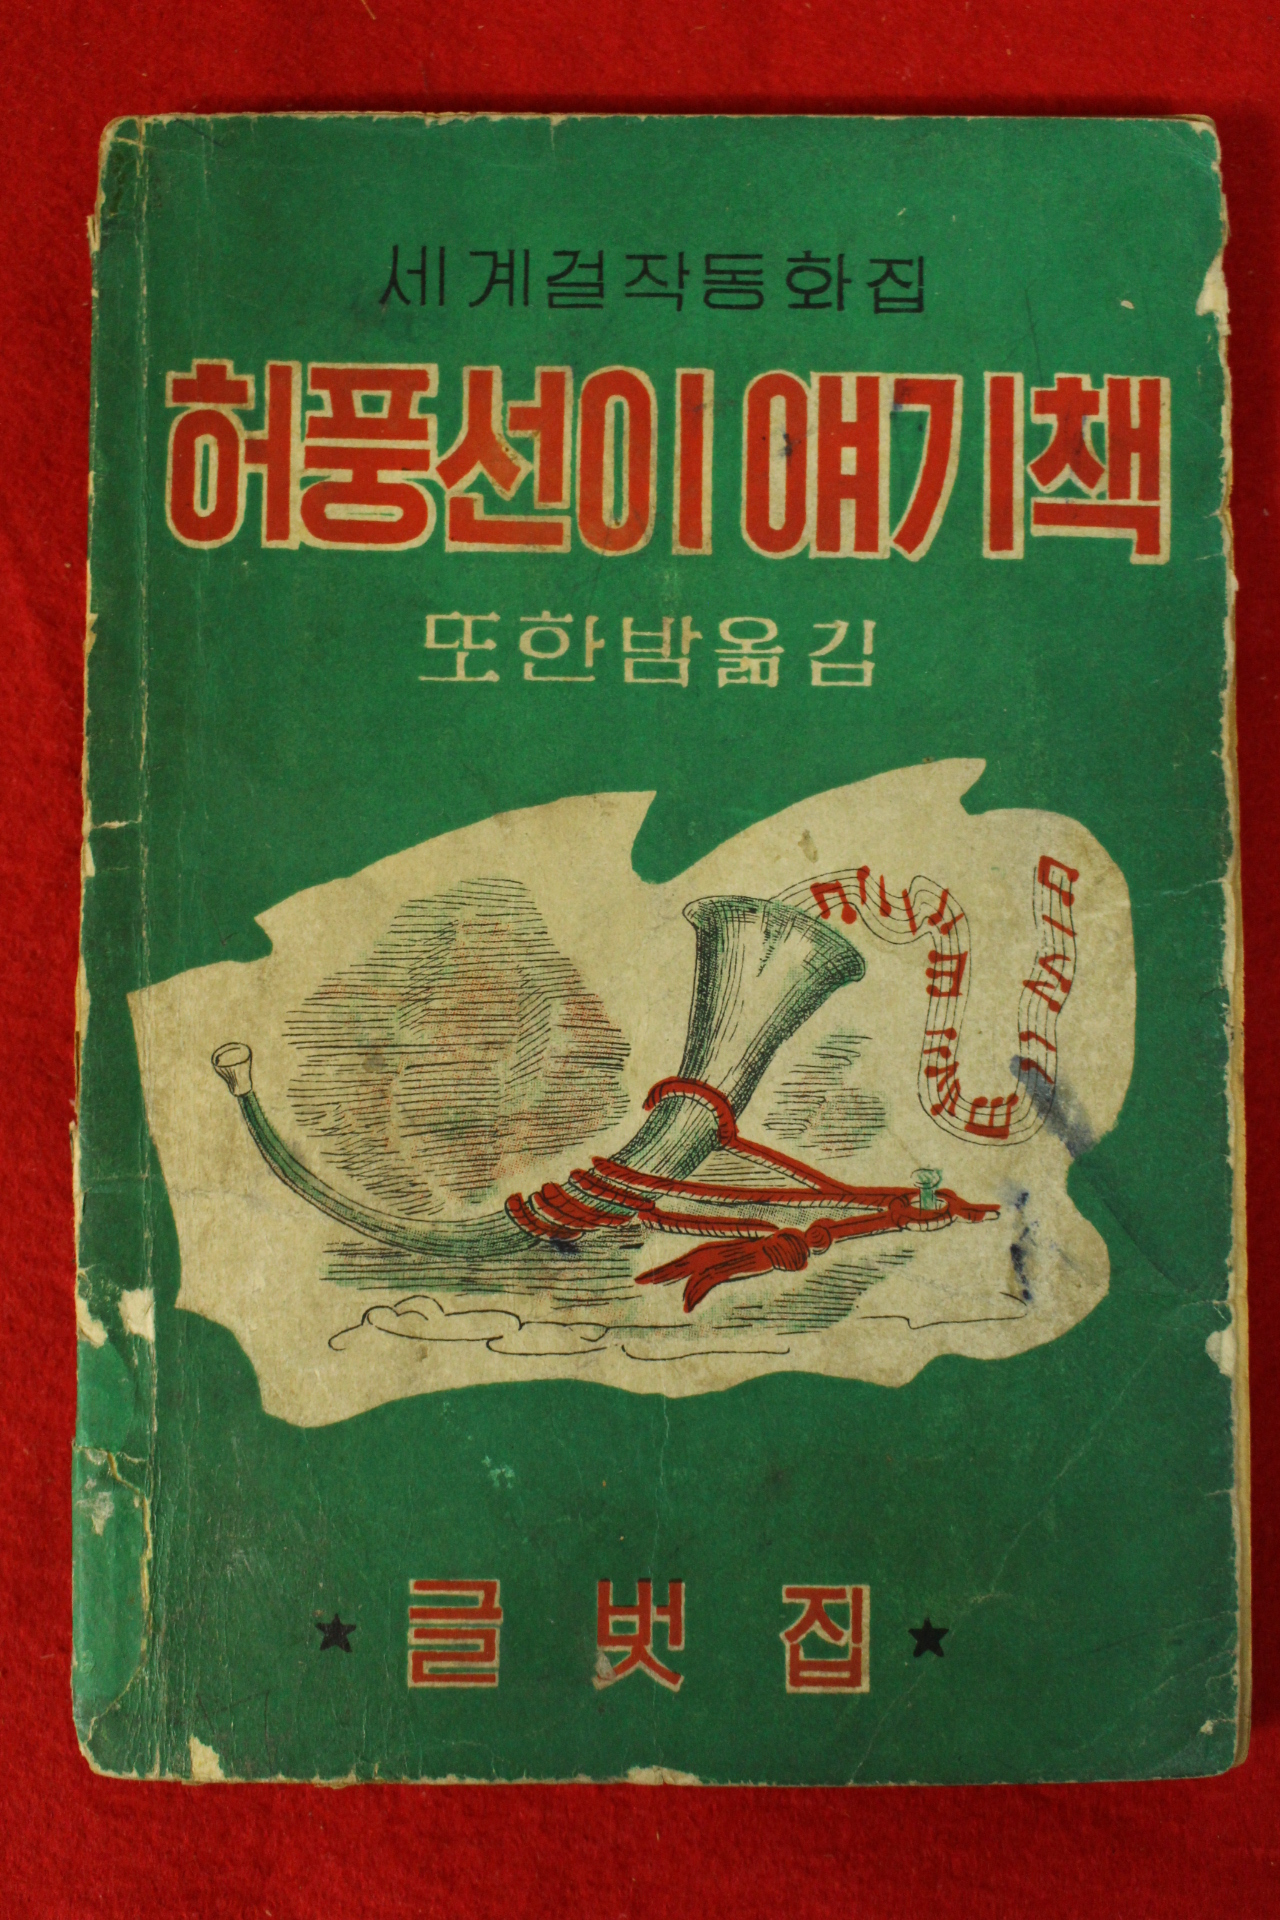 세계걸작동화집
허풍선이 얘기책
또한밤옮김
★ 글벗집 ★